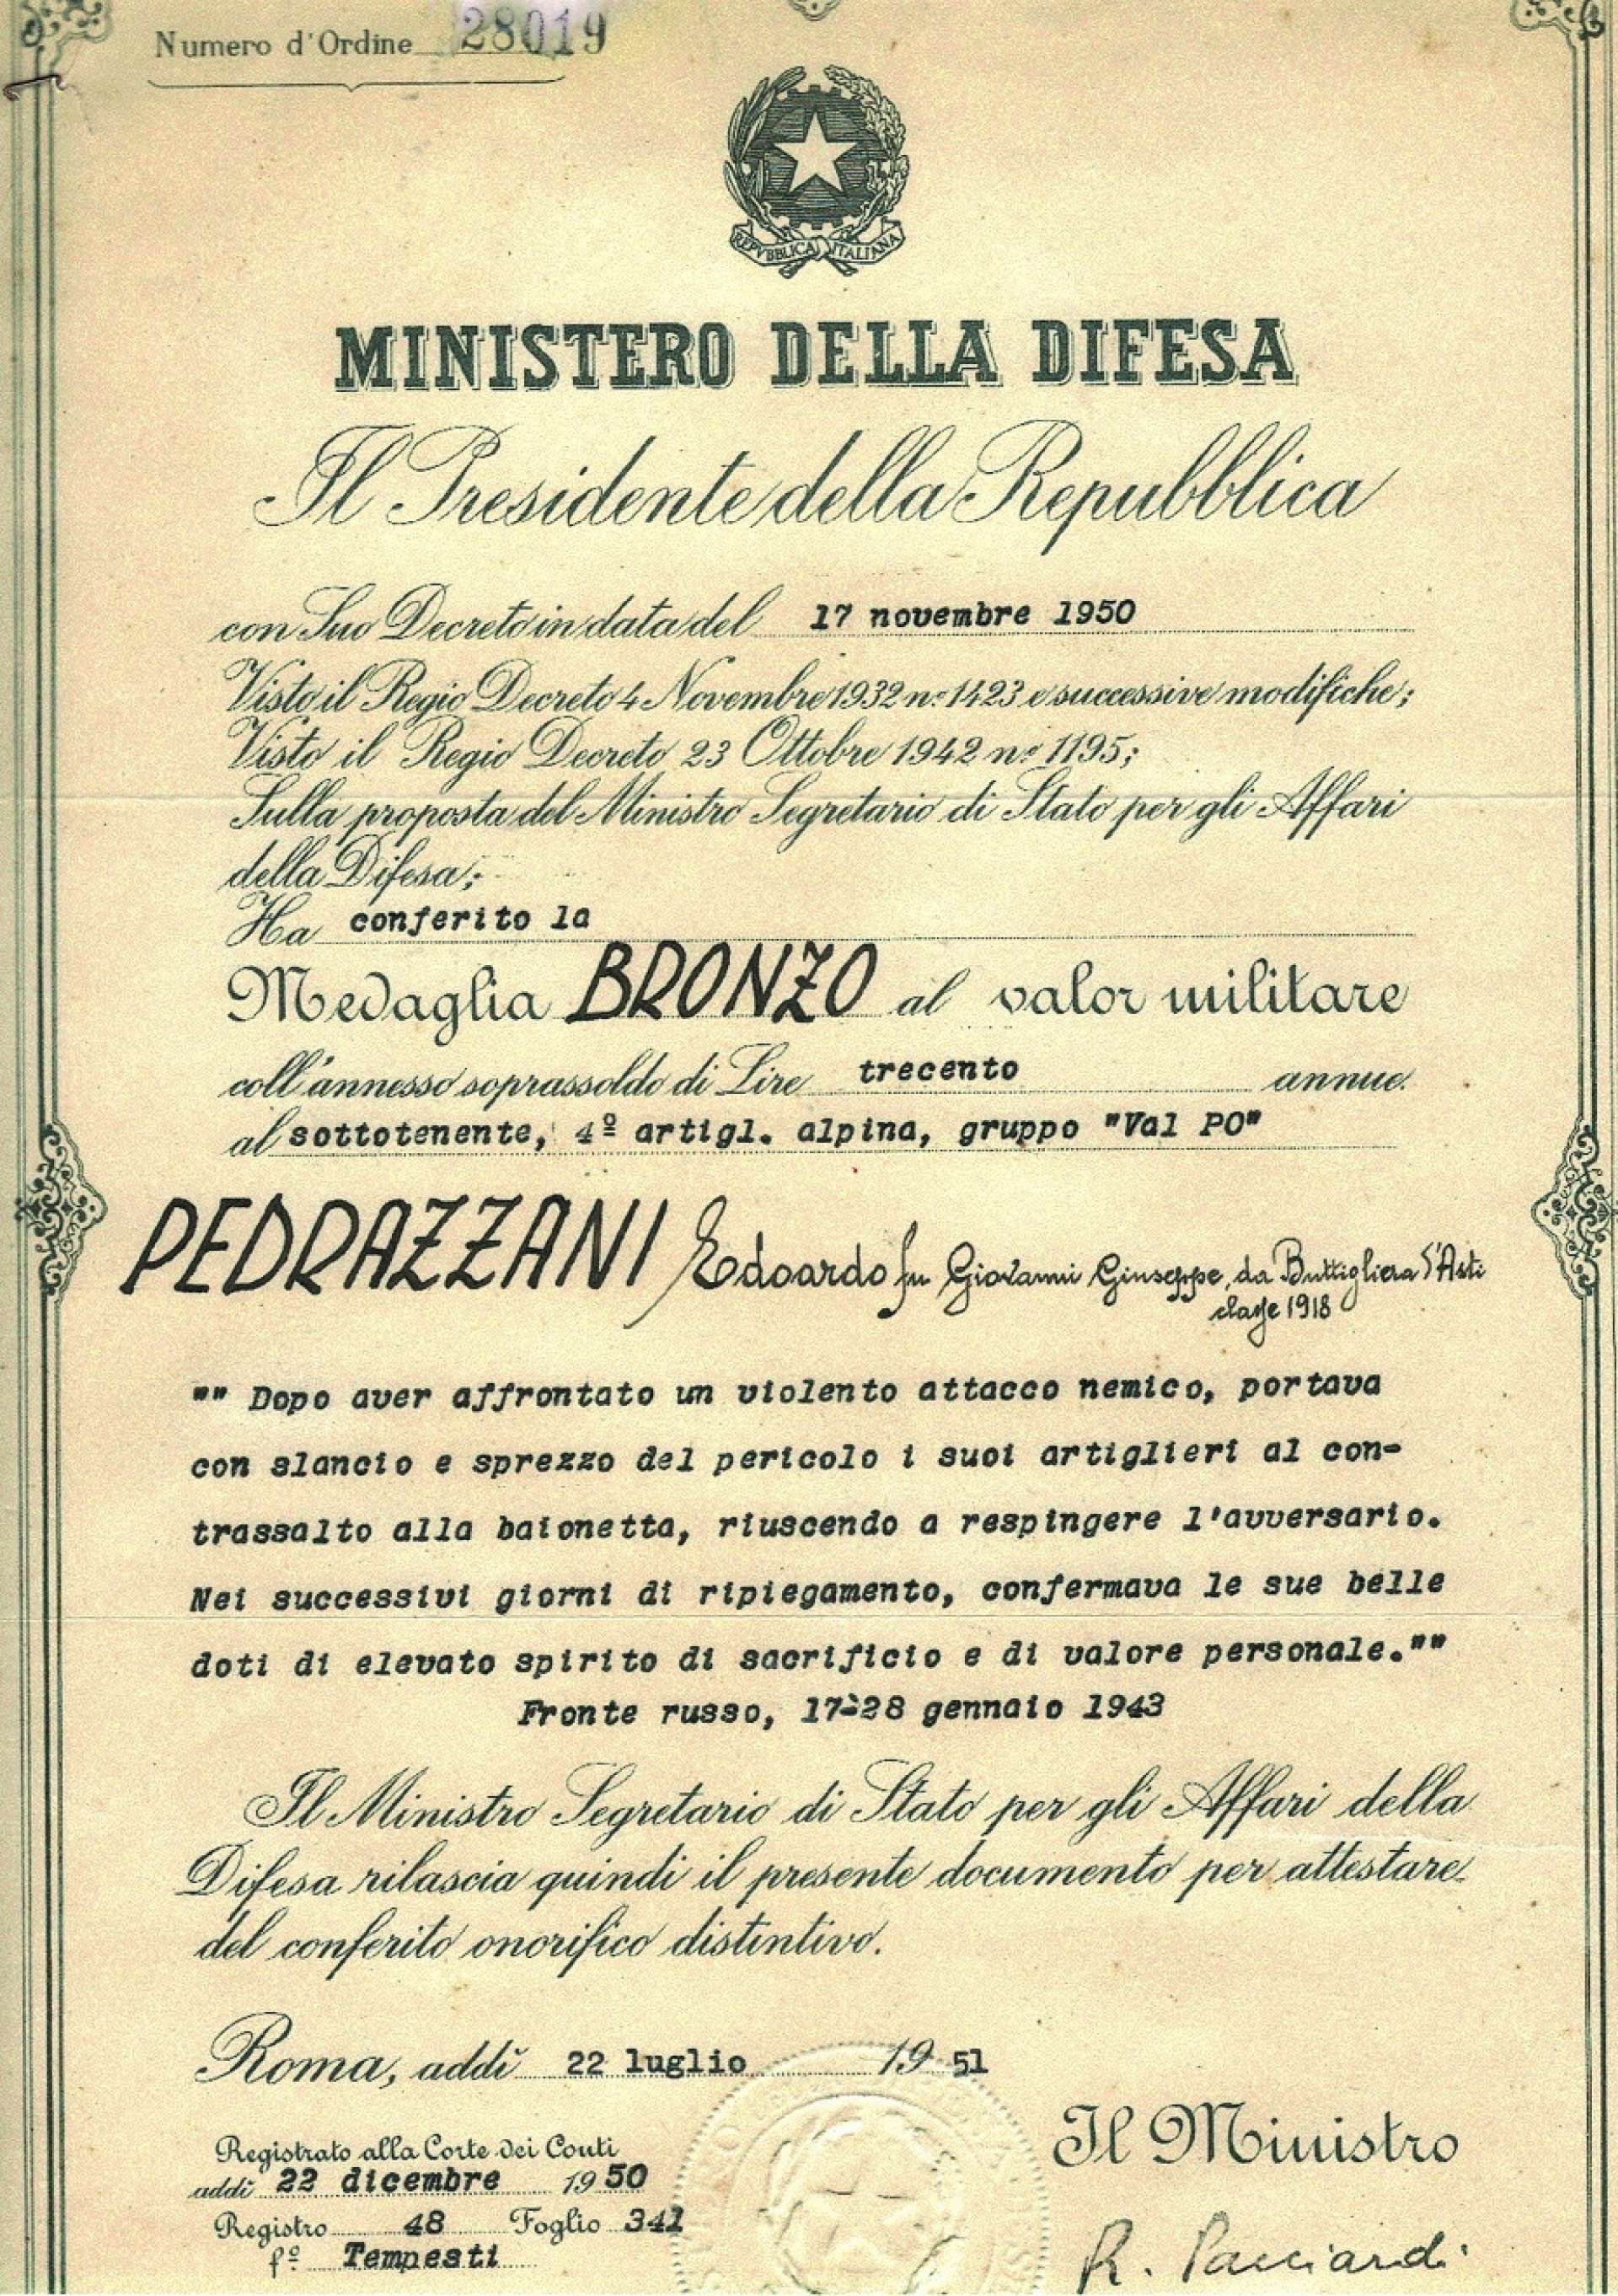 Numero d'Ordine 28019
REPVBBLICA ITALIANA
MINISTERO DELLA DIFESA
Il Presidente della Repubblica
con Suo Decreto in data del 17 novembre 1950
Visto il Regio Decreto 4 Novembre 1932 n.° 1423 e successive modifiche;
Visto il Regio Decreto 23 Ottobre 1942 n.° 1195;
Sulla proposta del Ministro Segretario di Stato per gli Affari
della Difesa;
Ha conferito la
Medaglia BRONZO al valor militare
coll'annesso soprassoldo di Lire trecento annue.
al sottotenente, 4º artigl. alpina, gruppo "Val PO"
PEDRAZZANI Edoardo fu Giovanni Giuseppe, da Buttigliera d'Asti
classe 1918
"" Dopo aver affrontato un violento attacco nemico, portava
con slancio e sprezzo del pericolo i suoi artiglieri al con-
trassalto alla baionetta, riuscendo a respingere l'avversario.
Nei successivi giorni di ripiegamento, confermava le sue belle
doti di elevato spirito di sacrificio e di valore personale.""
Fronte russo, 17-28 gennaio 1943
Il Ministro Segretario di Stato per gli Affari della
Difesa rilascia quindi il presente documento per attestare
del conferito onorifico distintivo.
Roma, addì 22 luglio 19 51
Il Ministro
Registrato alla Corte dei Conti
addì 22 dicembre 19 50
Registro 48 Foglio 341
fº Tempesti
R. Pacciardi